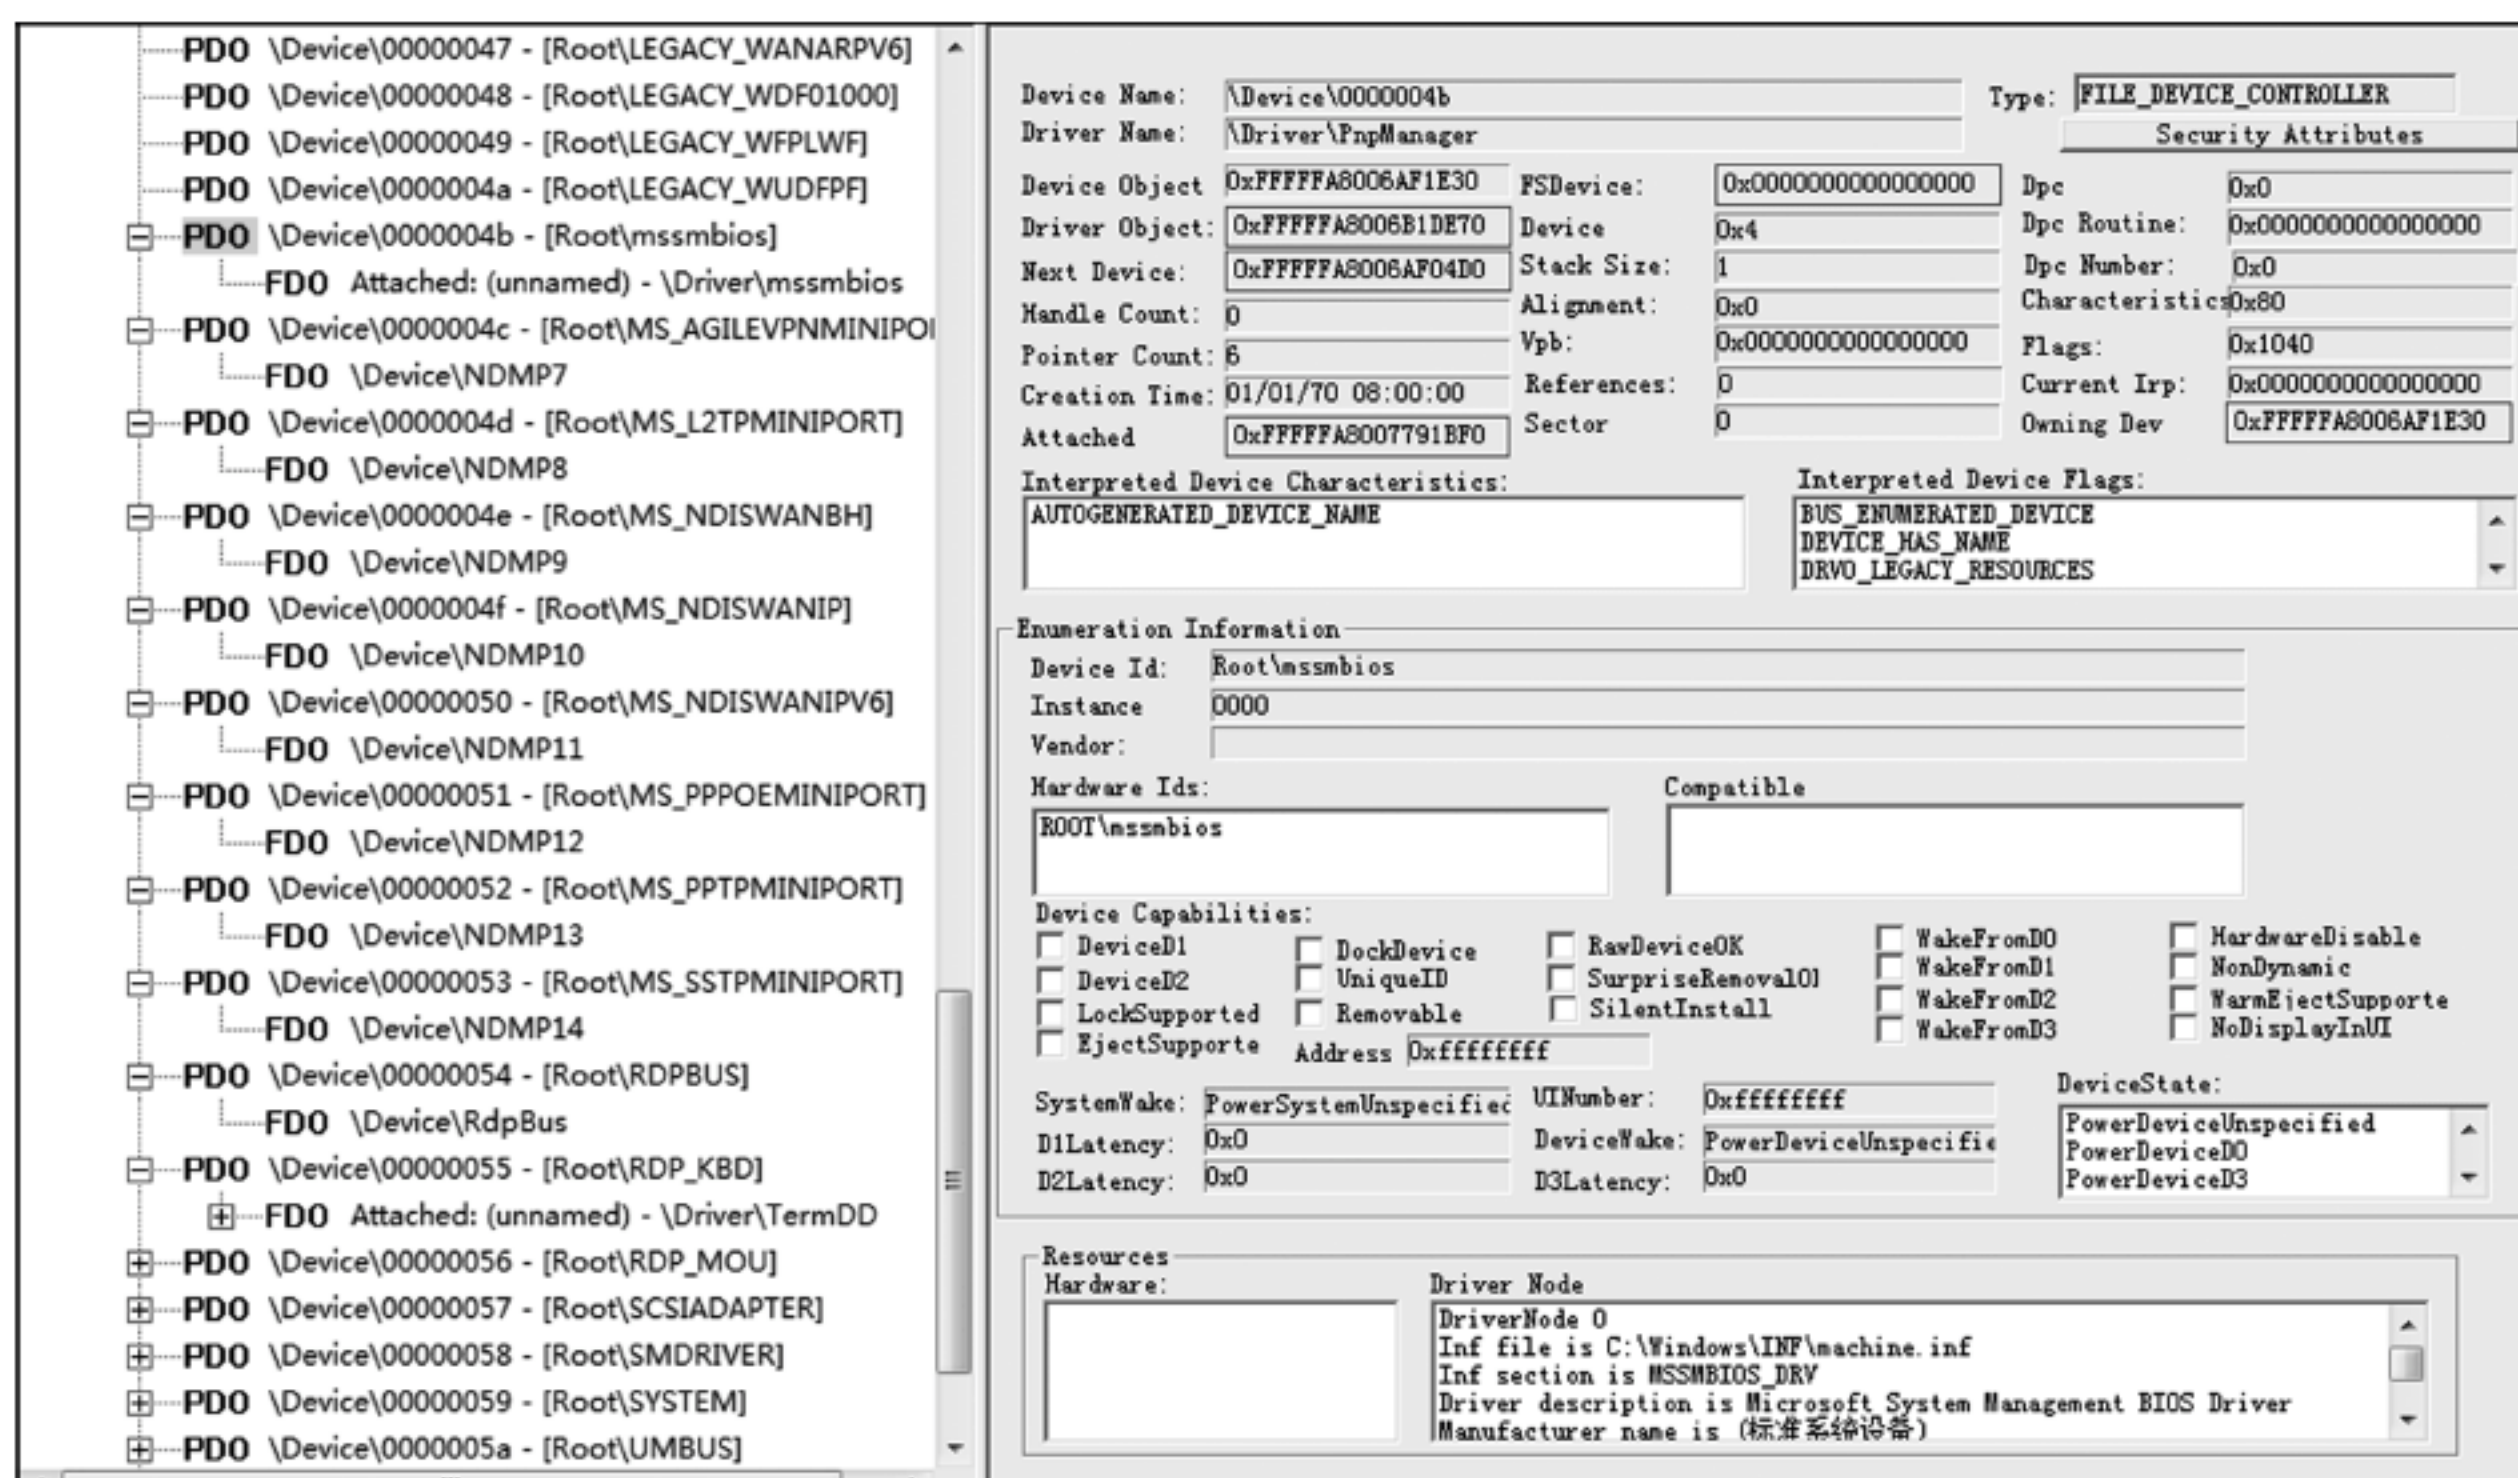 PDO \Device\00000047 - [Root\LEGACY_WANARPV6]
PDO \Device\00000048 - [Root\LEGACY_WDF01000]
PDO \Device\00000049 - [Root\LEGACY_WFPLWF]
PDO \Device\0000004a - [Root\LEGACY_WUDFPF]
PDO \Device\0000004b - [Root\mssmbios]
FDO Attached: (unnamed) - \Driver\mssmbios
PDO \Device\0000004c - [Root\MS_AGILEVPNMINIPO
FDO \Device\NDMP7
PDO \Device\0000004d - [Root\MS_L2TPMINIPORT]
FDO \Device\NDMP8
PDO \Device\0000004e - [Root\MS_NDISWANBH]
FDO \Device\NDMP9
PDO \Device\0000004f - [Root\MS_NDISWANIP]
FDO \Device\NDMP10
PDO \Device\00000050 - [Root\MS_NDISWANIPV6]
FDO \Device\NDMP11
PDO \Device\00000051 - [Root\MS_PPPOEMINIPORT]
FDO \Device\NDMP12
PDO \Device\00000052 - [Root\MS_PPTPMINIPORT]
FDO \Device\NDMP13
PDO \Device\00000053 - [Root\MS_SSTPMINIPORT]
FDO \Device\NDMP14
PDO \Device\00000054 - [Root\RDPBUS]
FDO \Device\RdpBus
PDO \Device\00000055 - [Root\RDP_KBD]
FDO Attached: (unnamed) - \Driver\TermDD
PDO \Device\00000056 - [Root\RDP_MOU]
PDO \Device\00000057 - [Root\SCSIADAPTER]
PDO \Device\00000058 - [Root\SMDRIVER]
PDO \Device\00000059 - [Root\SYSTEM]
PDO \Device\0000005a - [Root\UMBUS]
Device Name: \Device\0000004b Type: FILE_DEVICE_CONTROLLER
Driver Name: \Driver\PnpManager Security Attributes
Device Object 0xFFFFFA8006AF1E30 FSDevice: 0x0000000000000000 Dpc 0x0
Driver Object: 0xFFFFFA8006B1DE70 Device 0x4 Dpc Routine: 0x0000000000000000
Next Device: 0xFFFFFA8006AF04D0 Stack Size: 1 Dpc Number: 0x0
Handle Count: 0 Alignment: 0x0 Characteristics 0x80
Pointer Count: 6 Vpb: 0x0000000000000000 Flags: 0x1040
Creation Time: 01/01/70 08:00:00 References: 0 Current Irp: 0x0000000000000000
Attached 0xFFFFFA8007791BF0 Sector 0 Owning Dev 0xFFFFFA8006AF1E30
Interpreted Device Characteristics: Interpreted Device Flags:
AUTOGENERATED_DEVICE_NAME BUS_ENUMERATED_DEVICE
DEVICE_HAS_NAME
DRVO_LEGACY_RESOURCES
Enumeration Information
Device Id: Root\mssmbios
Instance 0000
Vendor:
Hardware Ids: Compatible
ROOT\mssmbios
Device Capabilities:
DeviceD1 DockDevice RawDeviceOK WakeFromD0 HardwareDisable
DeviceD2 UniqueID SurpriseRemovalO WakeFromD1 NonDynamic
LockSupported Removable SilentInstall WakeFromD2 WarmEjectSupporte
EjectSupporte Address 0xffffffff WakeFromD3 NoDisplayInUI
SystemWake: PowerSystemUnspecified UINumber: 0xffffffff DeviceState:
D1Latency: 0x0 DeviceWake: PowerDeviceUnspecifie PowerDeviceUnspecified
PowerDeviceD0
D2Latency: 0x0 D3Latency: 0x0 PowerDeviceD3
Resources
Hardware: Driver Node
DriverNode 0
Inf file is C:\Windows\INF\machine.inf
Inf section is MSSMBIOS_DRV
Driver description is Microsoft System Management BIOS Driver
Manufacturer name is (标准系统设备)